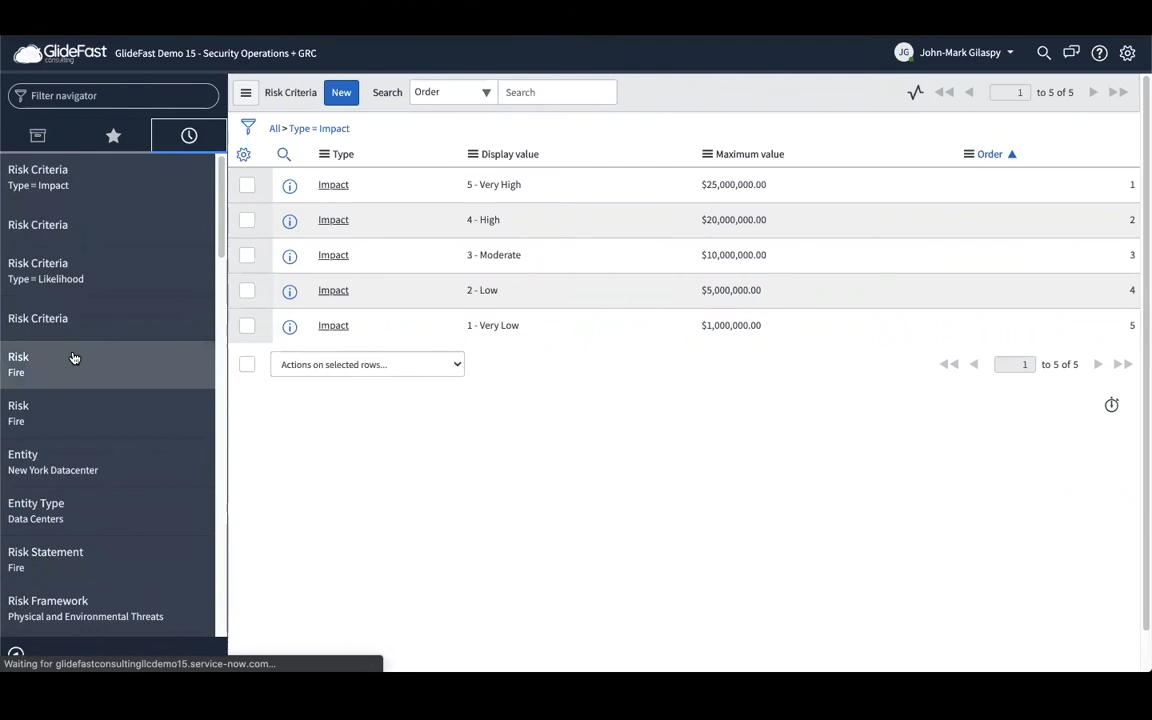 GlideFast
consulting
GlideFast Demo 15 - Security Operations + GRC
JG
John-Mark Gilaspy
Filter navigator
Risk Criteria
New
Search
Order
Search
1 to 5 of 5
All > Type = Impact
Type
Display value
Maximum value
Order
Impact 5 - Very High $25,000,000.00 1
Impact 4 - High $20,000,000.00 2
Impact 3 - Moderate $10,000,000.00 3
Impact 2 - Low $5,000,000.00 4
Impact 1 - Very Low $1,000,000.00 5
Actions on selected rows...
1 to 5 of 5
Risk Criteria
Type = Impact
Risk Criteria
Risk Criteria
Type = Likelihood
Risk Criteria
Risk
Fire
Risk
Fire
Entity
New York Datacenter
Entity Type
Data Centers
Risk Statement
Fire
Risk Framework
Physical and Environmental Threats
Waiting for glidefastconsultingllcdemo15.service-now.com...